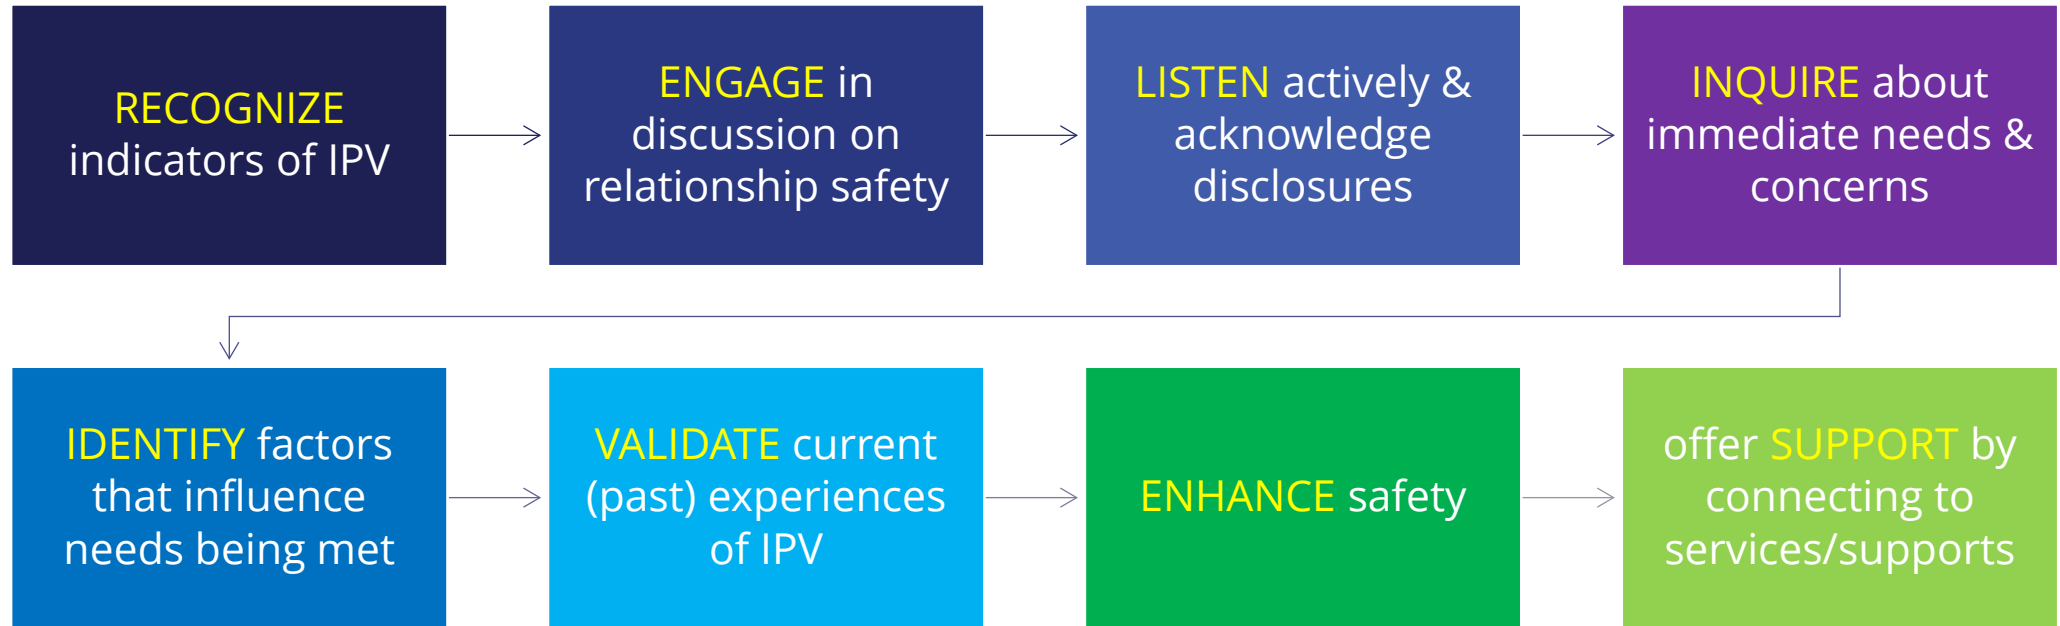 RECOGNIZE
indicators of IPV
ENGAGE in
discussion on
relationship safety
LISTEN actively &
acknowledge
disclosures
INQUIRE about
immediate needs &
concerns
IDENTIFY factors
that influence
needs being met
VALIDATE current
(past) experiences
of IPV
ENHANCE safety
offer SUPPORT by
connecting to
services/supports